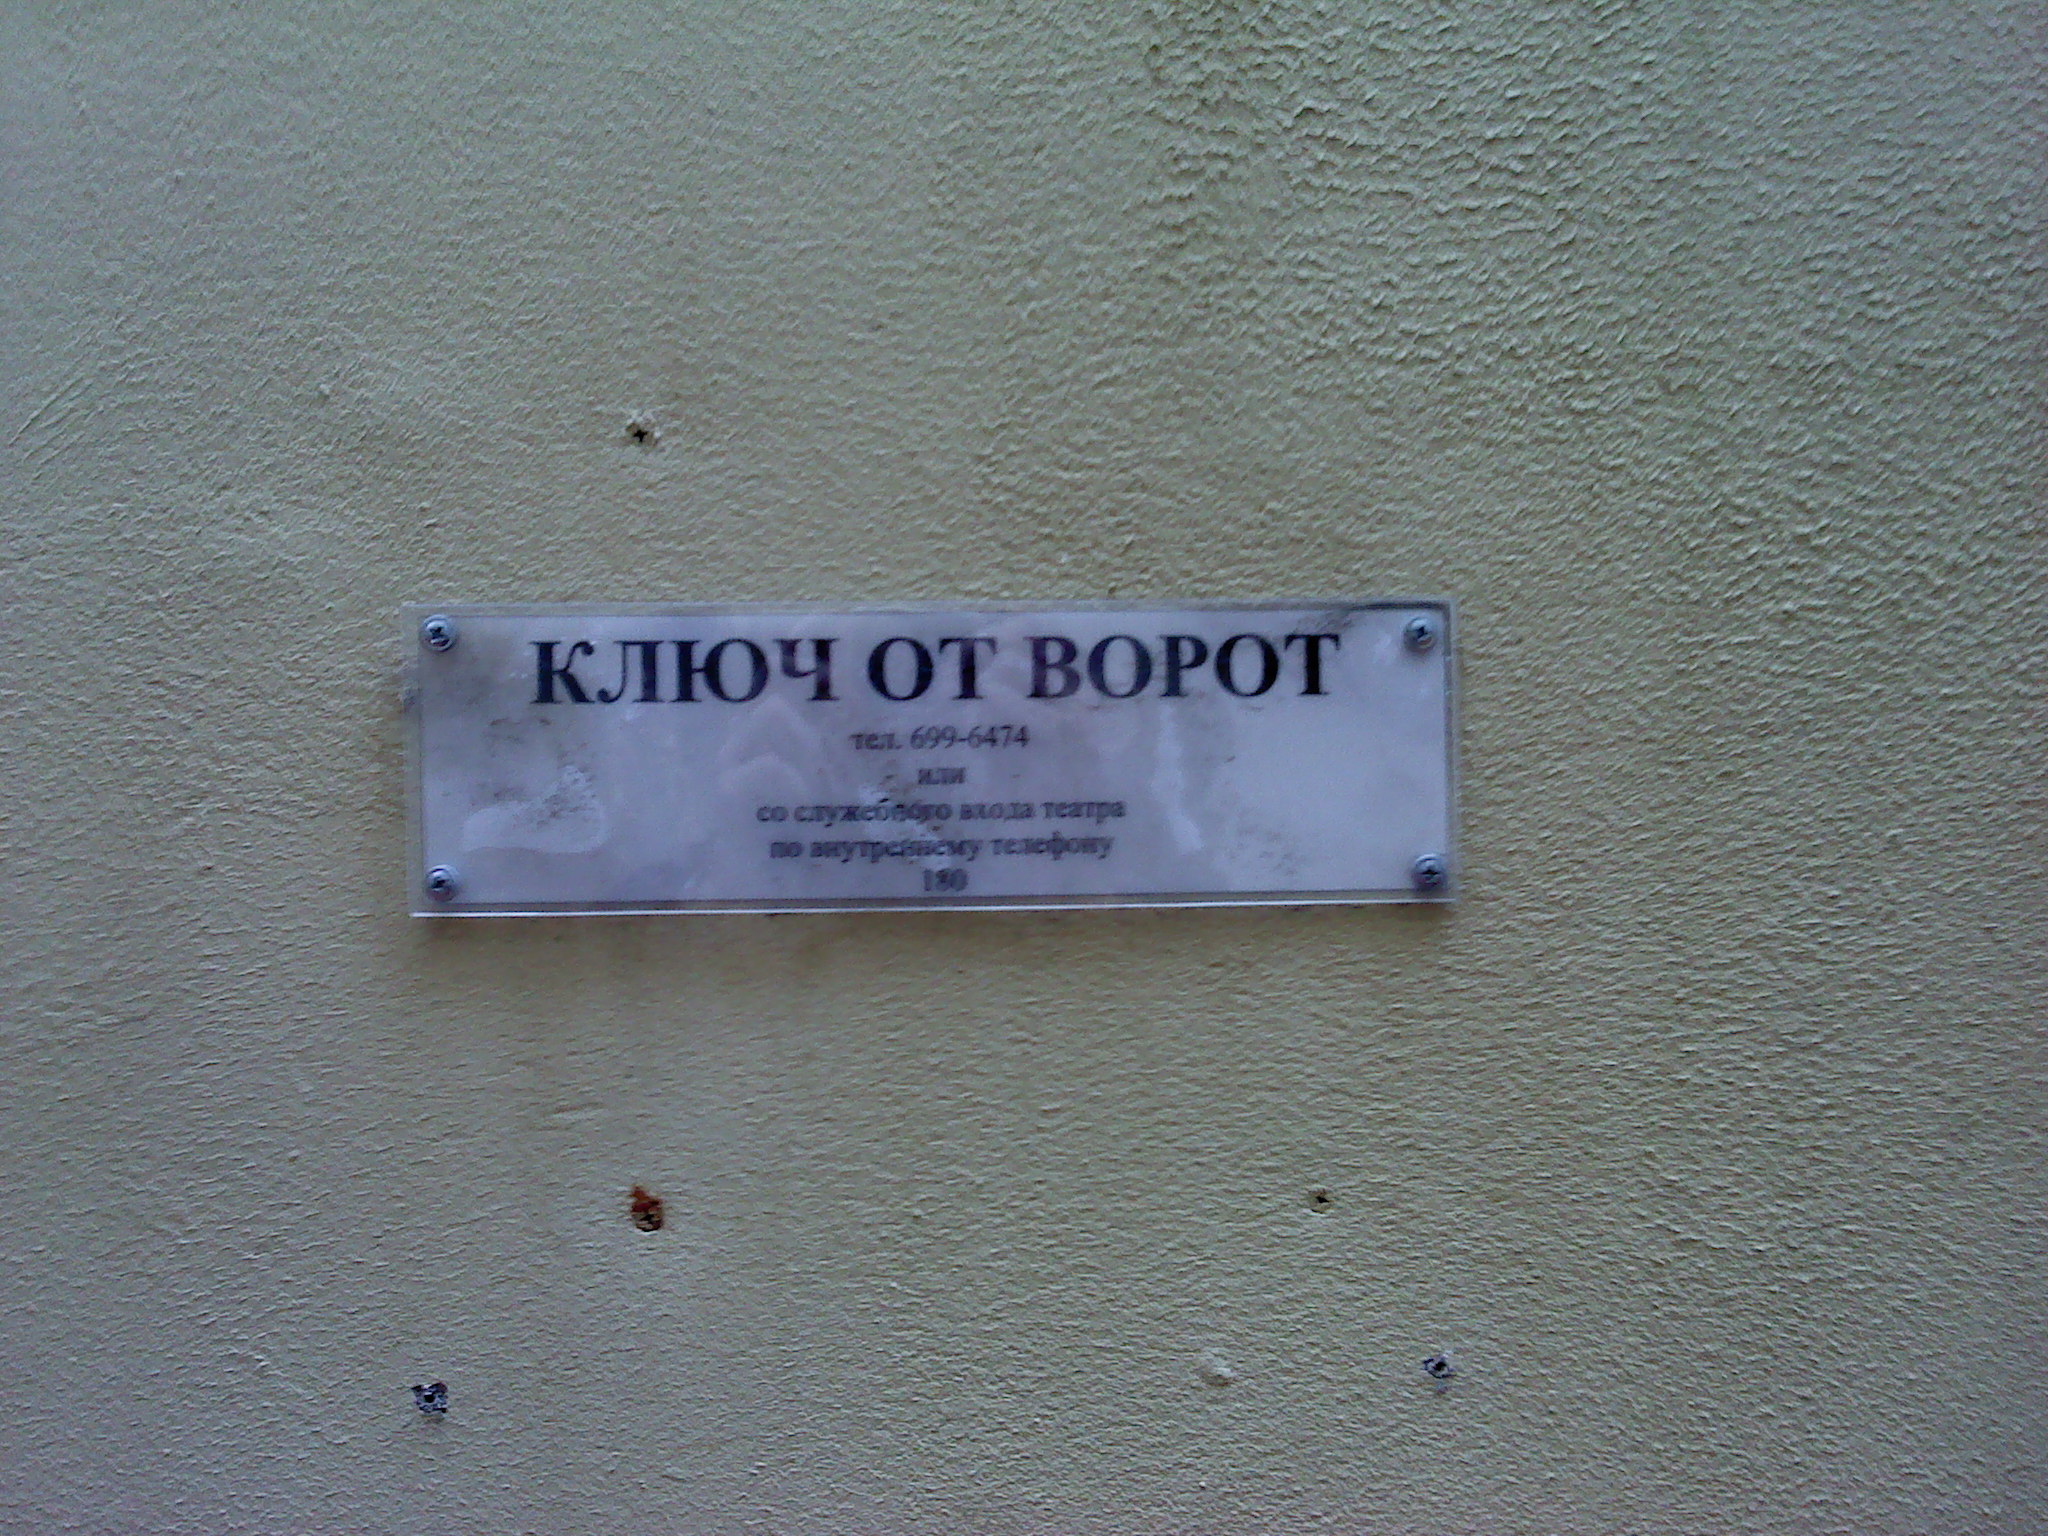 КЛЮЧ ОТ ВОРОТ
тел. 699-6474
или
со служебного входа театра
по внутреннему телефону
180